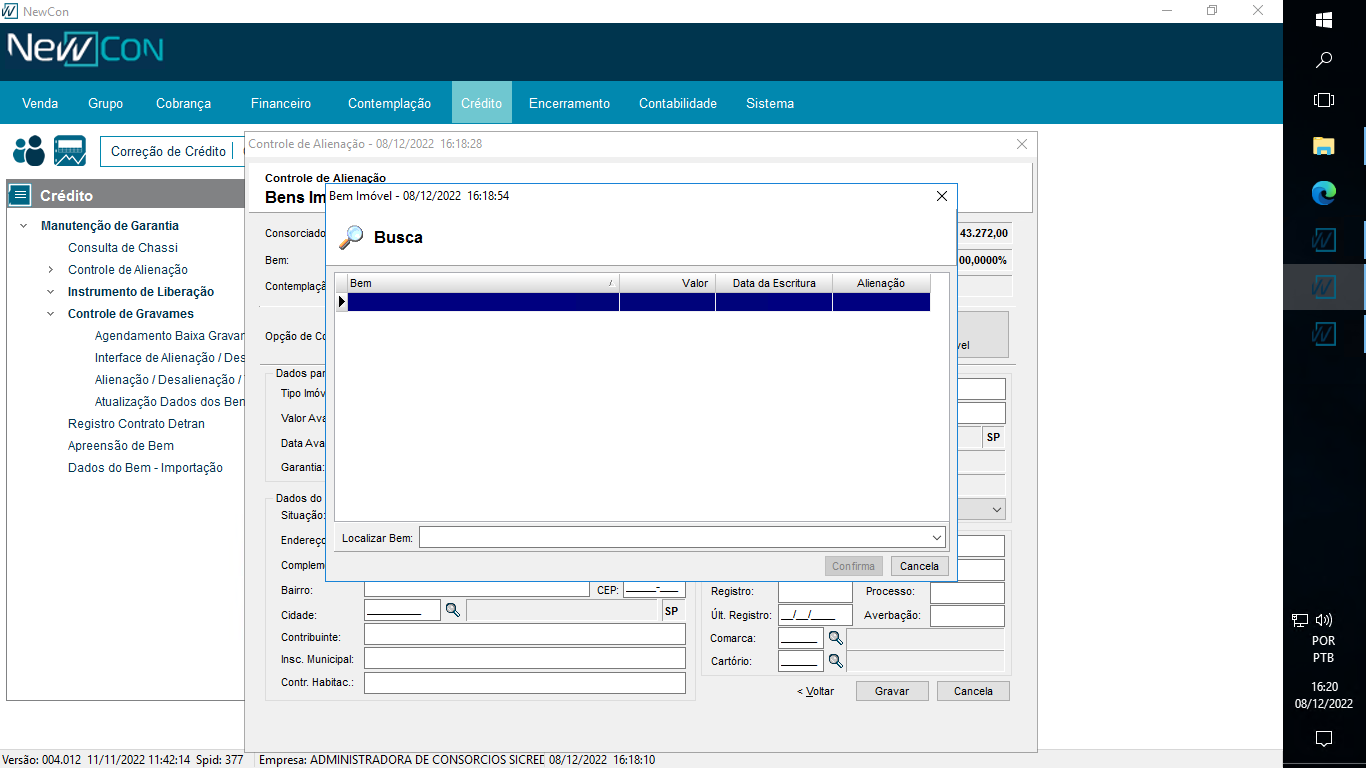 NewCon
NewCon
Venda Grupo Cobrança Financeiro Contemplação Crédito Encerramento Contabilidade Sistema
Correção de Crédito
Crédito
Manutenção de Garantia
Consulta de Chassi
Controle de Alienação
Instrumento de Liberação
Controle de Gravames
Agendamento Baixa Gravar
Interface de Alienação / Des
Alienação / Desalienação /
Atualização Dados dos Ben
Registro Contrato Detran
Apreensão de Bem
Dados do Bem - Importação
Controle de Alienação - 08/12/2022 16:18:28
Controle de Alienação
Bens Im
Consorciado
43.272,00
Bem:
00,0000%
Contemplaçã
Opção de Co
vel
Dados par
Tipo Imóv
Valor Ava
Data Ava
SP
Garantia:
Dados do
Situação:
Endereço
Complem
Bairro: CEP: _____-___
Cidade: SP
Contribuinte:
Insc. Municipal:
Contr. Habitac.:
Registro: Processo:
Últ. Registro: __/__/____ Averbação:
Comarca:
Cartório:
< Voltar Gravar Cancela
Bem Imóvel - 08/12/2022 16:18:54
Busca
Bem Valor Data da Escritura Alienação
Localizar Bem:
Confirma Cancela
Versão: 004.012 11/11/2022 11:42:14 Spid: 377 Empresa: ADMINISTRADORA DE CONSORCIOS SICRED 08/12/2022 16:18:10
POR
PTB
16:20
08/12/2022